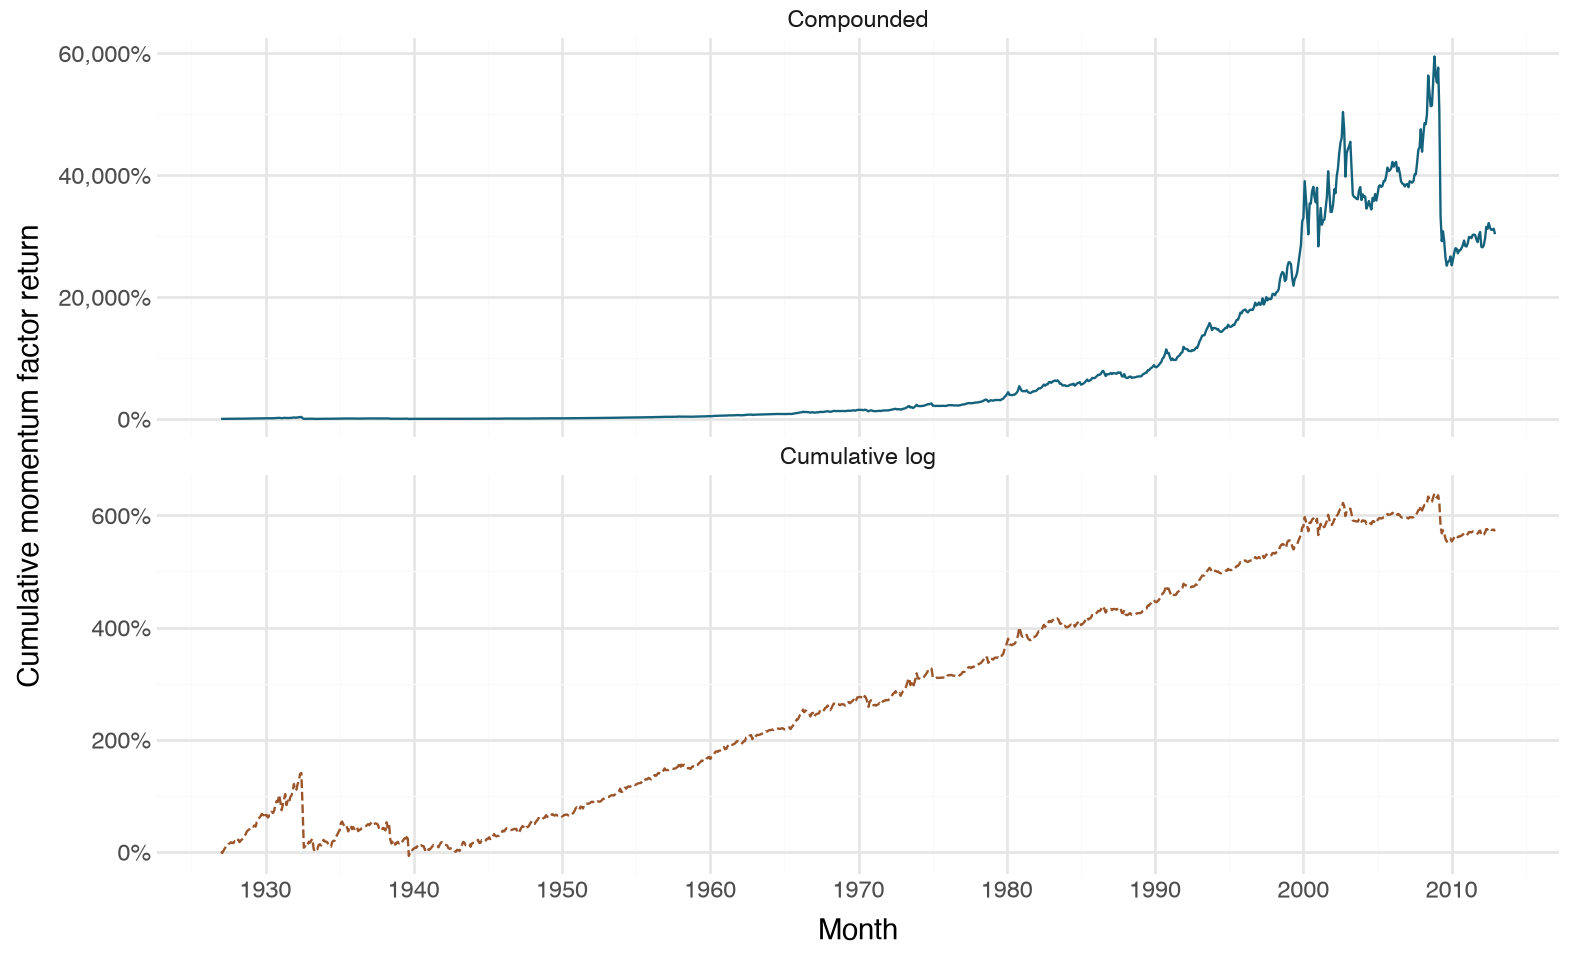 Compounded
60,000%
40,000%
20,000%
0%
Cumulative log
600%
400%
200%
0%
1930 1940 1950 1960 1970 1980 1990 2000 2010
Month
Cumulative momentum factor return